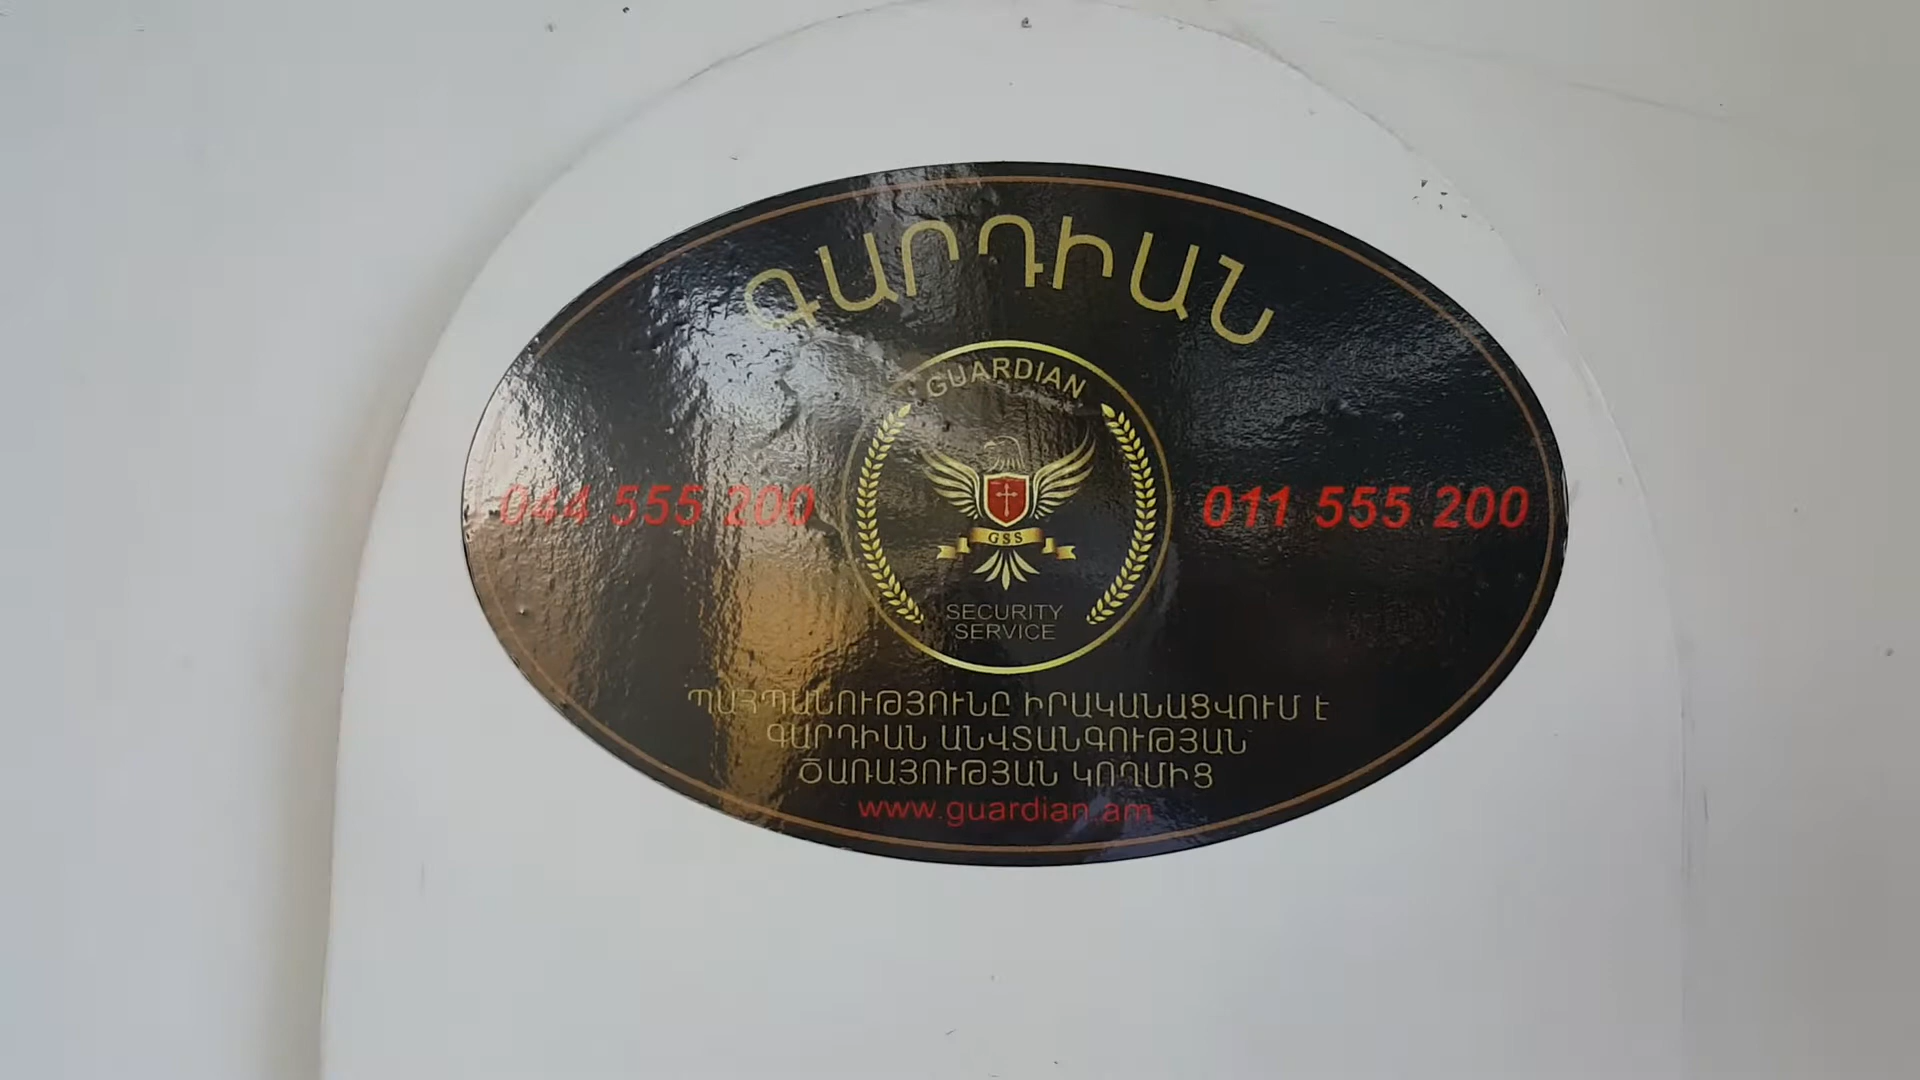 ԳԱՐԴԻԱՆ
GUARDIAN
044 555 200
GSS
011 555 200
SECURITY
SERVICE
ՊԱՀՊԱՆՈՒԹՅՈՒՆԸ ԻՐԱԿԱՆԱՑՎՈՒՄ Է
ԳԱՐԴԻԱՆ ԱՆՎՏԱՆԳՈՒԹՅԱՆ
ԾԱՌԱՅՈՒԹՅԱՆ ԿՈՂՄԻՑ
www.guardian.am